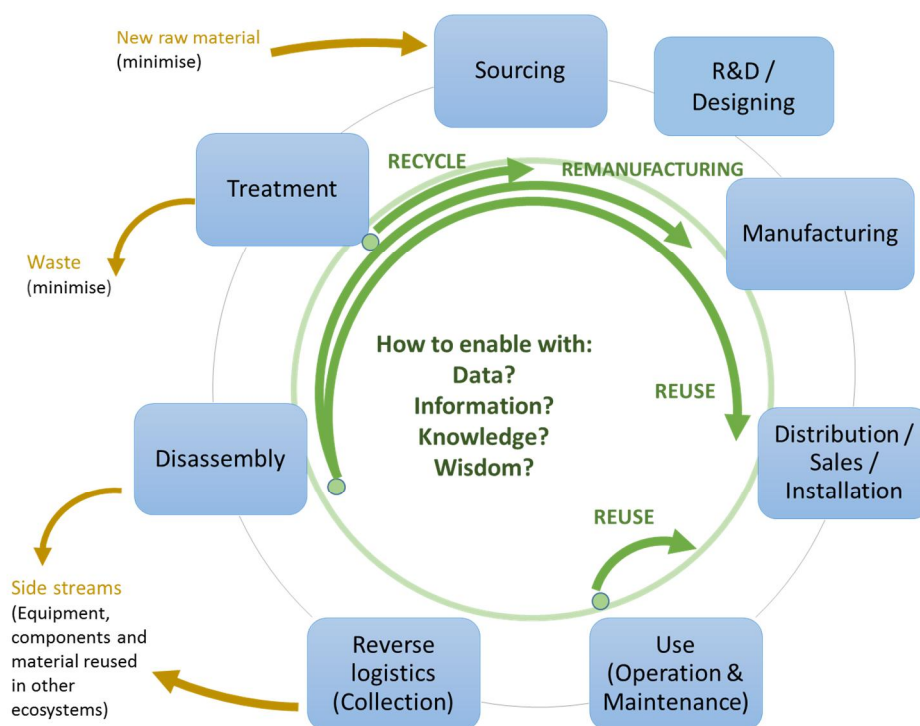 New raw material
(minimise)
Sourcing
R&D /
Designing
RECYCLE
REMANUFACTURING
Treatment
Manufacturing
Waste
(minimise)
How to enable with:
Data?
Information?
Knowledge?
Wisdom?
REUSE
Disassembly
Distribution /
Sales /
Installation
REUSE
Side streams
(Equipment,
components and
material reused
in other
ecosystems)
Reverse
logistics
(Collection)
Use
(Operation &
Maintenance)